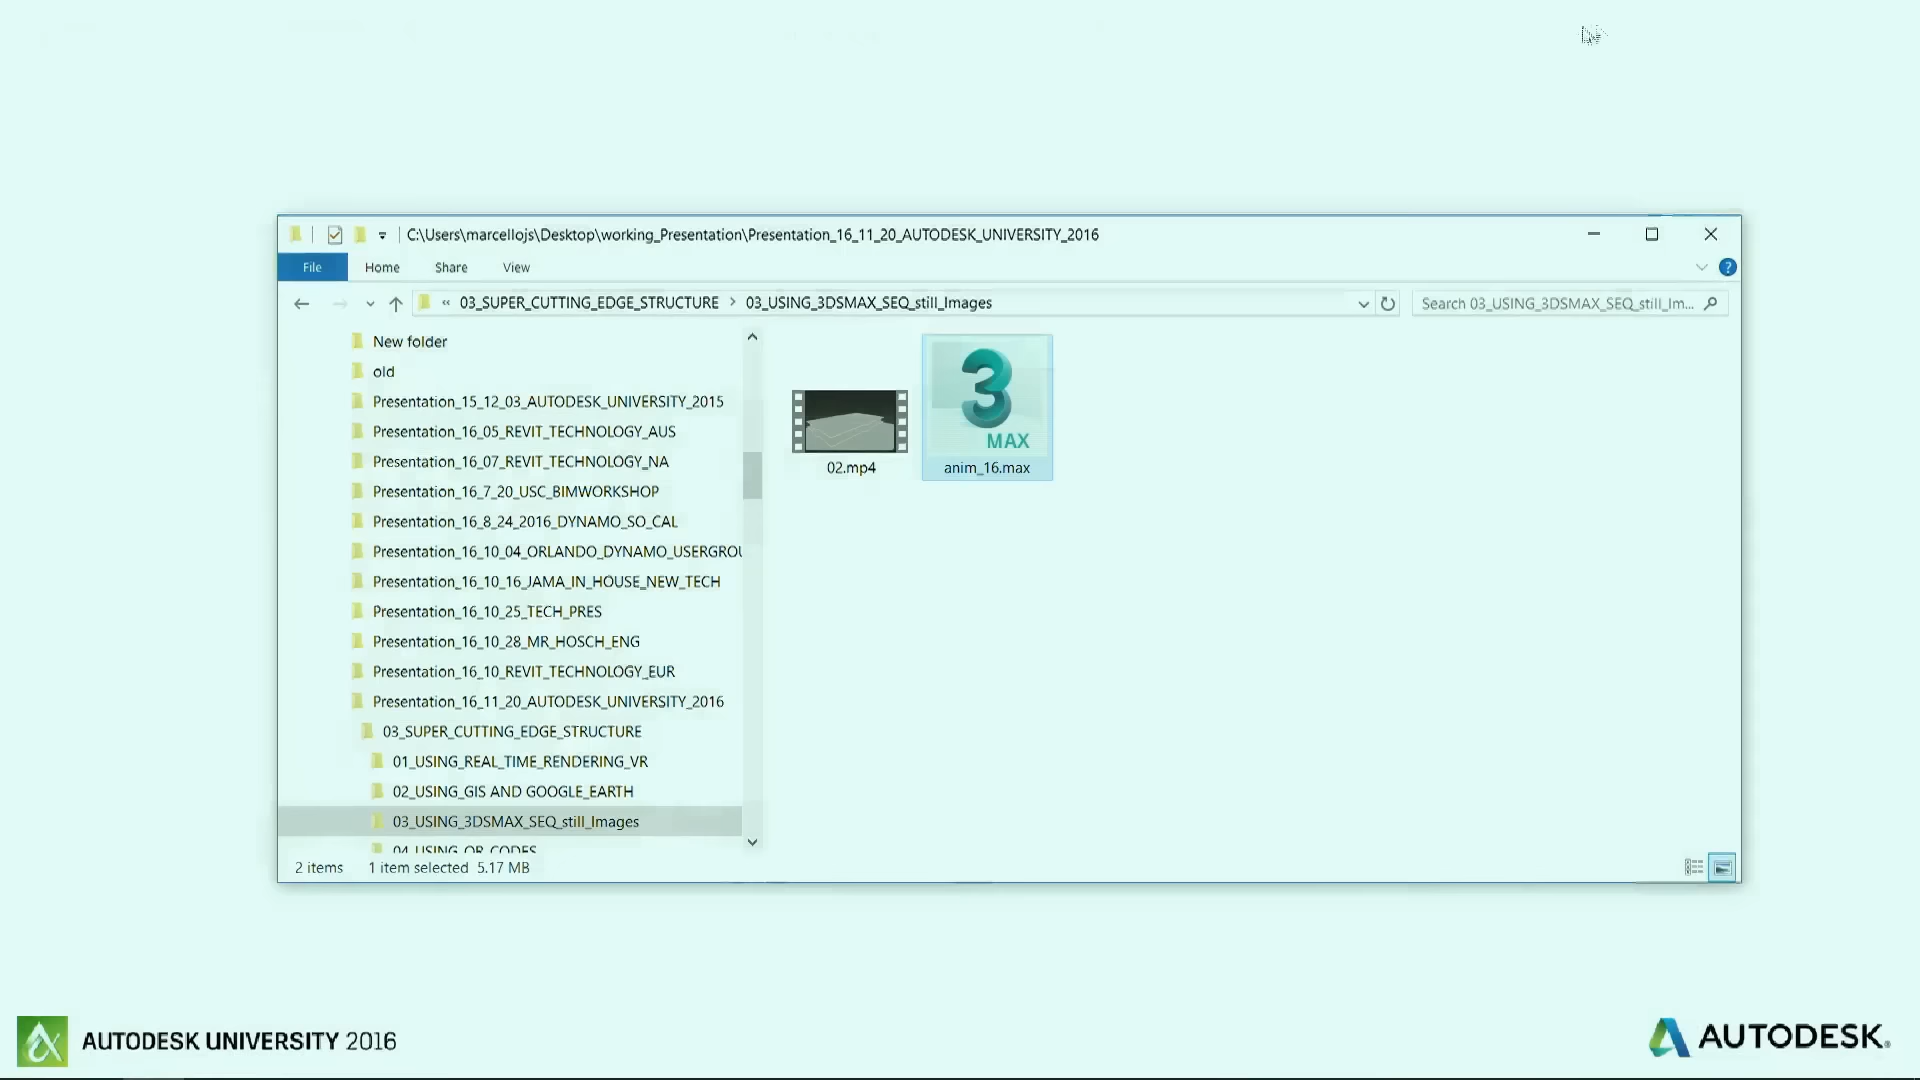 C:\Users\marcellojs\Desktop\working_Presentation\Presentation_16_11_20_AUTODESK_UNIVERSITY_2016
File Home Share View
« 03_SUPER_CUTTING_EDGE_STRUCTURE > 03_USING_3DSMAX_SEQ_still_Images
Search 03_USING_3DSMAX_SEQ_still_Im...
New folder
old
Presentation_15_12_03_AUTODESK_UNIVERSITY_2015
Presentation_16_05_REVIT_TECHNOLOGY_AUS
Presentation_16_07_REVIT_TECHNOLOGY_NA
Presentation_16_7_20_USC_BIMWORKSHOP
Presentation_16_8_24_2016_DYNAMO_SO_CAL
Presentation_16_10_04_ORLANDO_DYNAMO_USERGROU
Presentation_16_10_16_JAMA_IN_HOUSE_NEW_TECH
Presentation_16_10_25_TECH_PRES
Presentation_16_10_28_MR_HOSCH_ENG
Presentation_16_10_REVIT_TECHNOLOGY_EUR
Presentation_16_11_20_AUTODESK_UNIVERSITY_2016
03_SUPER_CUTTING_EDGE_STRUCTURE
01_USING_REAL_TIME_RENDERING_VR
02_USING_GIS AND GOOGLE_EARTH
03_USING_3DSMAX_SEQ_still_Images
04_USING_QR_CODES
3
MAX
02.mp4
anim_16.max
2 items 1 item selected 5.17 MB
AUTODESK UNIVERSITY 2016
AUTODESK®